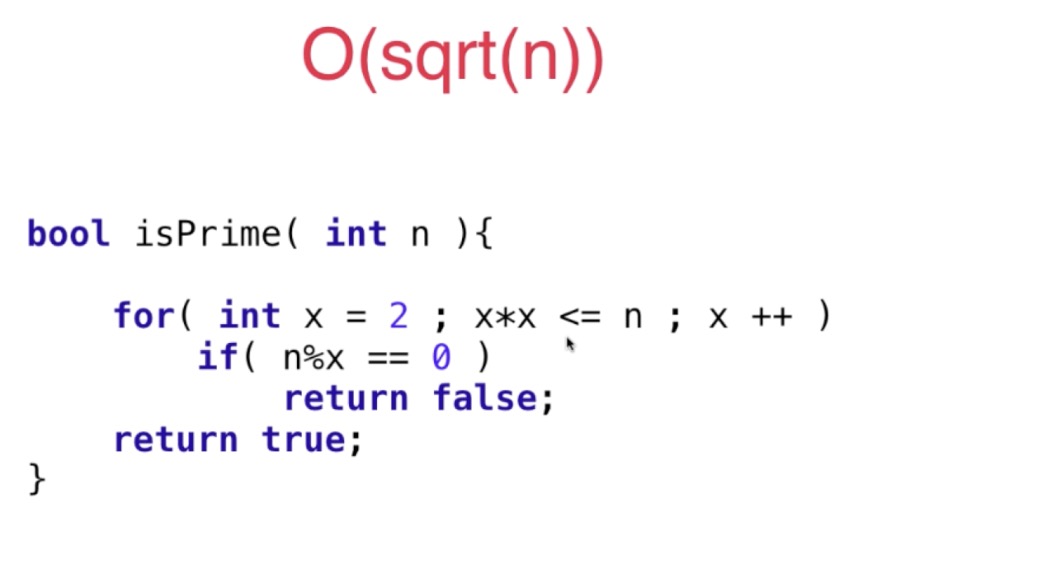 O(sqrt(n))
bool isPrime( int n ){
for( int x = 2 ; x*x <= n ; x ++ )
if( n%x == 0 )
return false;
return true;
}